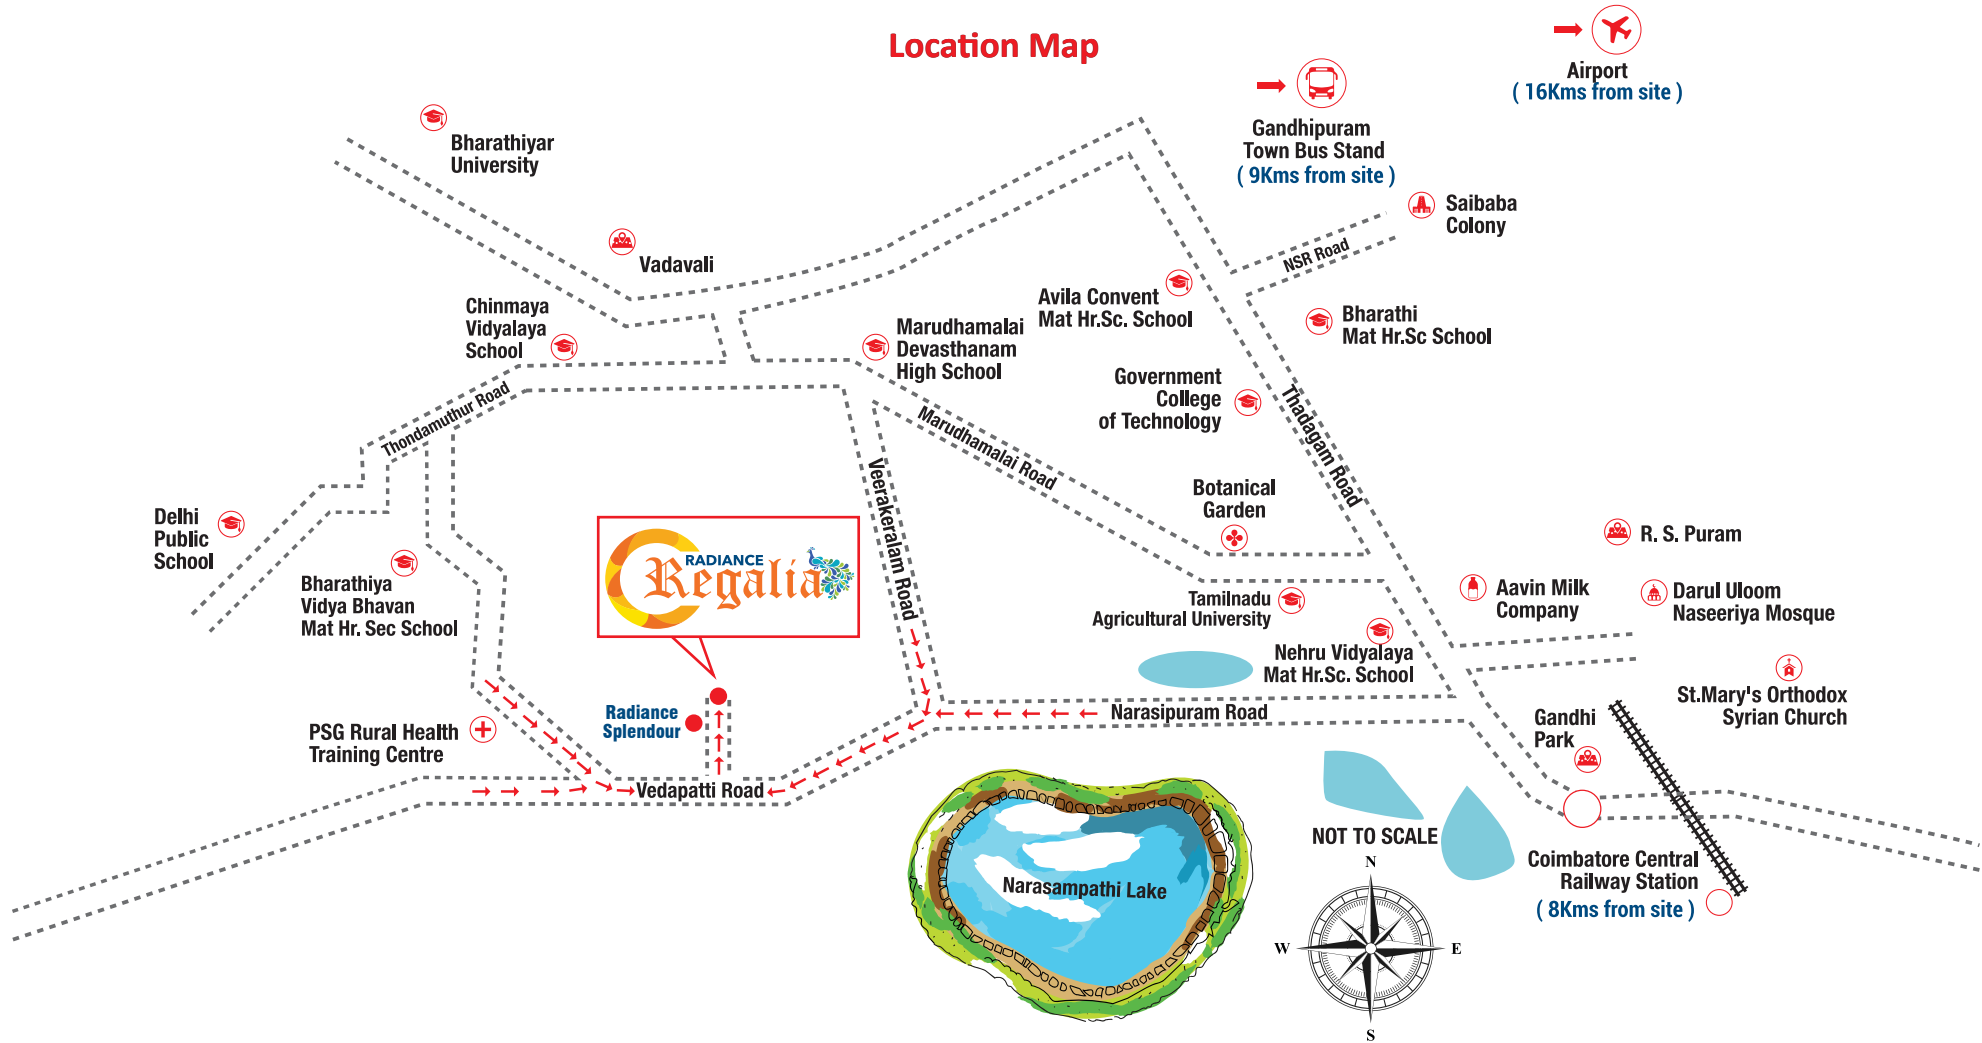 Location Map
Airport
( 16Kms from site )
Gandhipuram
Town Bus Stand
( 9Kms from site )
Bharathiyar
University
Saibaba
Colony
NSR Road
Vadavali
Chinmaya
Vidyalaya
School
Marudhamalai
Devasthanam
High School
Avila Convent
Mat Hr.Sc. School
Bharathi
Mat Hr.Sc School
Government
College
of Technology
Thondamuthur Road
Marudhamalai Road
Thadagam Road
Veerakeralam Road
Botanical
Garden
Delhi
Public
School
R. S. Puram
Bharathiya
Vidya Bhavan
Mat Hr. Sec School
RADIANCE
Regalia
Tamilnadu
Agricultural University
Aavin Milk
Company
Darul Uloom
Naseeriya Mosque
Nehru Vidyalaya
Mat Hr.Sc. School
St.Mary's Orthodox
Syrian Church
PSG Rural Health
Training Centre
Radiance
Splendour
Narasipuram Road
Gandhi
Park
Vedapatti Road
NOT TO SCALE
Narasampathi Lake
Coimbatore Central
Railway Station
( 8Kms from site )
N
W
E
S